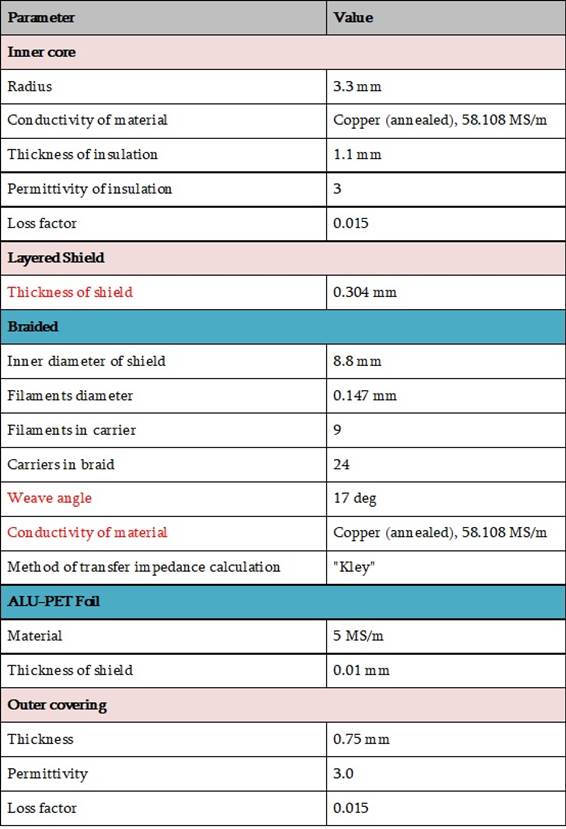 Parameter Value
Inner core
Radius 3.3 mm
Conductivity of material Copper (annealed), 58.108 MS/m
Thickness of insulation 1.1 mm
Permittivity of insulation 3
Loss factor 0.015
Layered Shield
Thickness of shield 0.304 mm
Braided
Inner diameter of shield 8.8 mm
Filaments diameter 0.147 mm
Filaments in carrier 9
Carriers in braid 24
Weave angle 17 deg
Conductivity of material Copper (annealed), 58.108 MS/m
Method of transfer impedance calculation "Kley"
ALU–PET Foil
Material 5 MS/m
Thickness of shield 0.01 mm
Outer covering
Thickness 0.75 mm
Permittivity 3.0
Loss factor 0.015